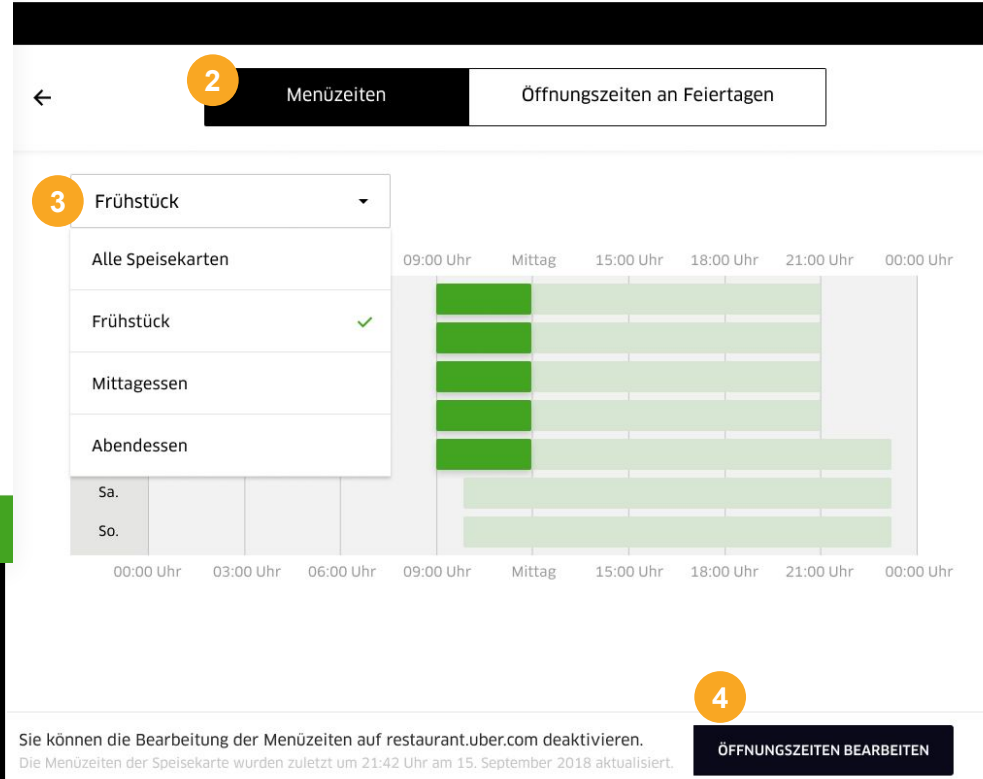 2
Menüzeiten
Öffnungszeiten an Feiertagen
3
Frühstück
Alle Speisekarten
Frühstück
Mittagessen
Abendessen
09:00 Uhr Mittag 15:00 Uhr 18:00 Uhr 21:00 Uhr 00:00 Uhr
Sa.
So.
00:00 Uhr 03:00 Uhr 06:00 Uhr 09:00 Uhr Mittag 15:00 Uhr 18:00 Uhr 21:00 Uhr 00:00 Uhr
4
Sie können die Bearbeitung der Menüzeiten auf restaurant.uber.com deaktivieren.
Die Menüzeiten der Speisekarte wurden zuletzt um 21:42 Uhr am 15. September 2018 aktualisiert.
ÖFFNUNGSZEITEN BEARBEITEN